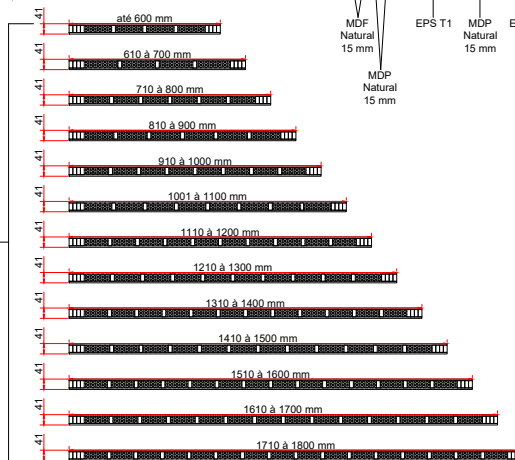 MDF
Natural
15 mm
MDP
Natural
15 mm
EPS T1
MDP
Natural
15 mm
E
41
até 600 mm
41
610 à 700 mm
41
710 à 800 mm
41
810 à 900 mm
41
910 à 1000 mm
41
1001 à 1100 mm
41
1110 à 1200 mm
41
1210 à 1300 mm
41
1310 à 1400 mm
41
1410 à 1500 mm
41
1510 à 1600 mm
41
1610 à 1700 mm
41
1710 à 1800 mm